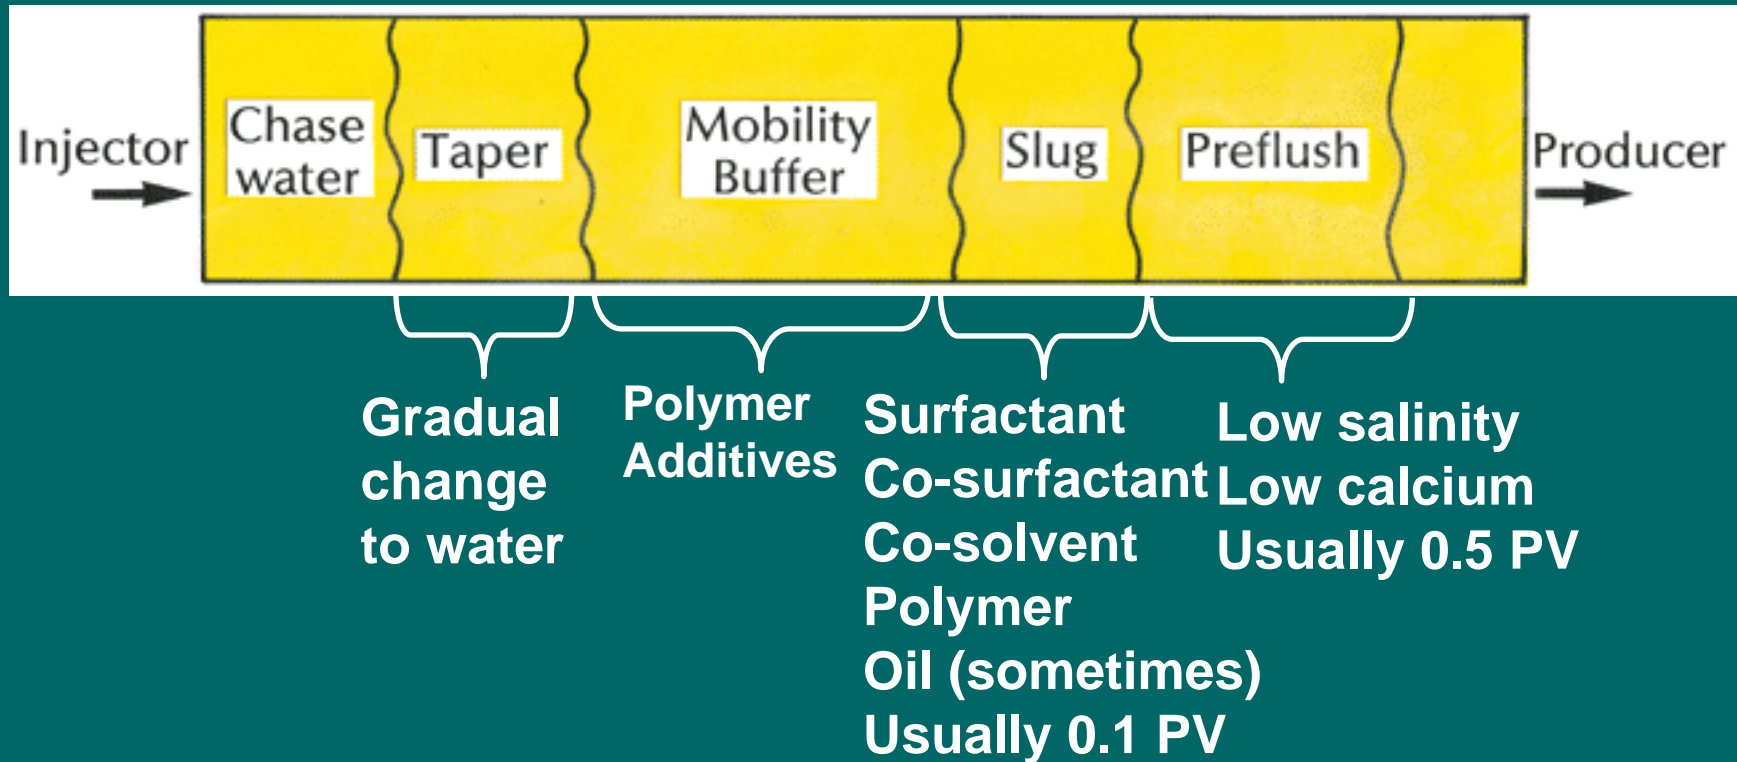 Injector
Chase
water
Taper
Mobility
Buffer
Slug
Preflush
Producer
Gradual
change
to water
Polymer
Additives
Surfactant
Co-surfactant
Co-solvent
Polymer
Oil (sometimes)
Usually 0.1 PV
Low salinity
Low calcium
Usually 0.5 PV